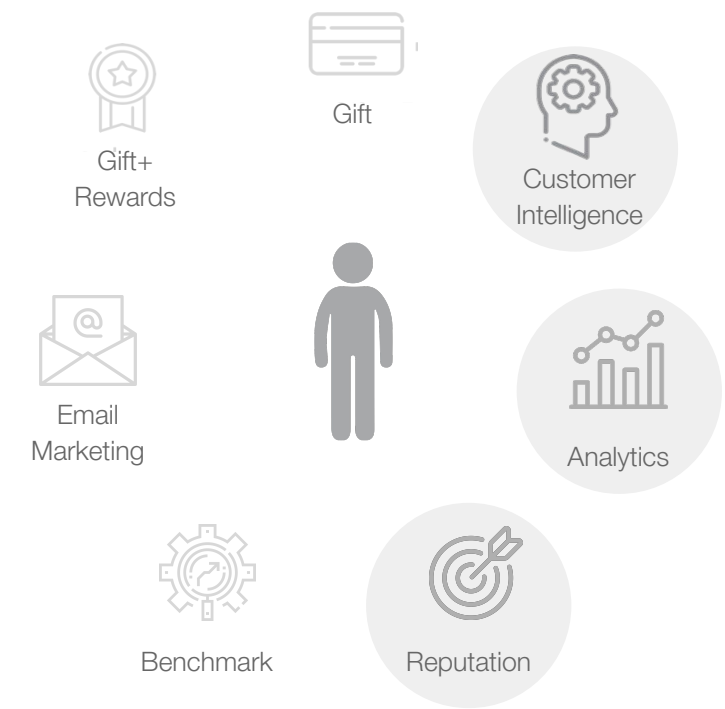 Gift
Gift+
Rewards
Customer
Intelligence
@
Email
Marketing
Analytics
Benchmark
Reputation